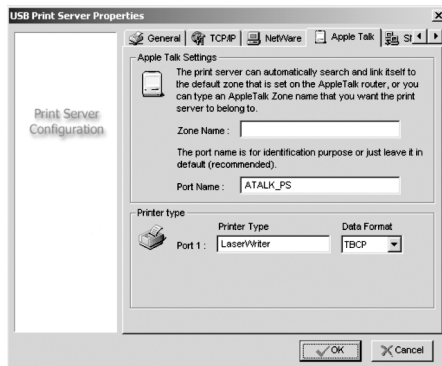 USB Print Server Properties
General TCP/IP NetWare Apple Talk
Print Server
Configuration
Apple Talk Settings
The print server can automatically search and link itself to
the default zone that is set on the AppleTalk router, or you
can type an AppleTalk Zone name that you want the print
server to belong to.
Zone Name :
The port name is for identification purpose or just leave it in
default (recommended).
Port Name : ATALK_PS
Printer type
Printer Type Data Format
Port 1 : LaserWriter TBCP
OK Cancel